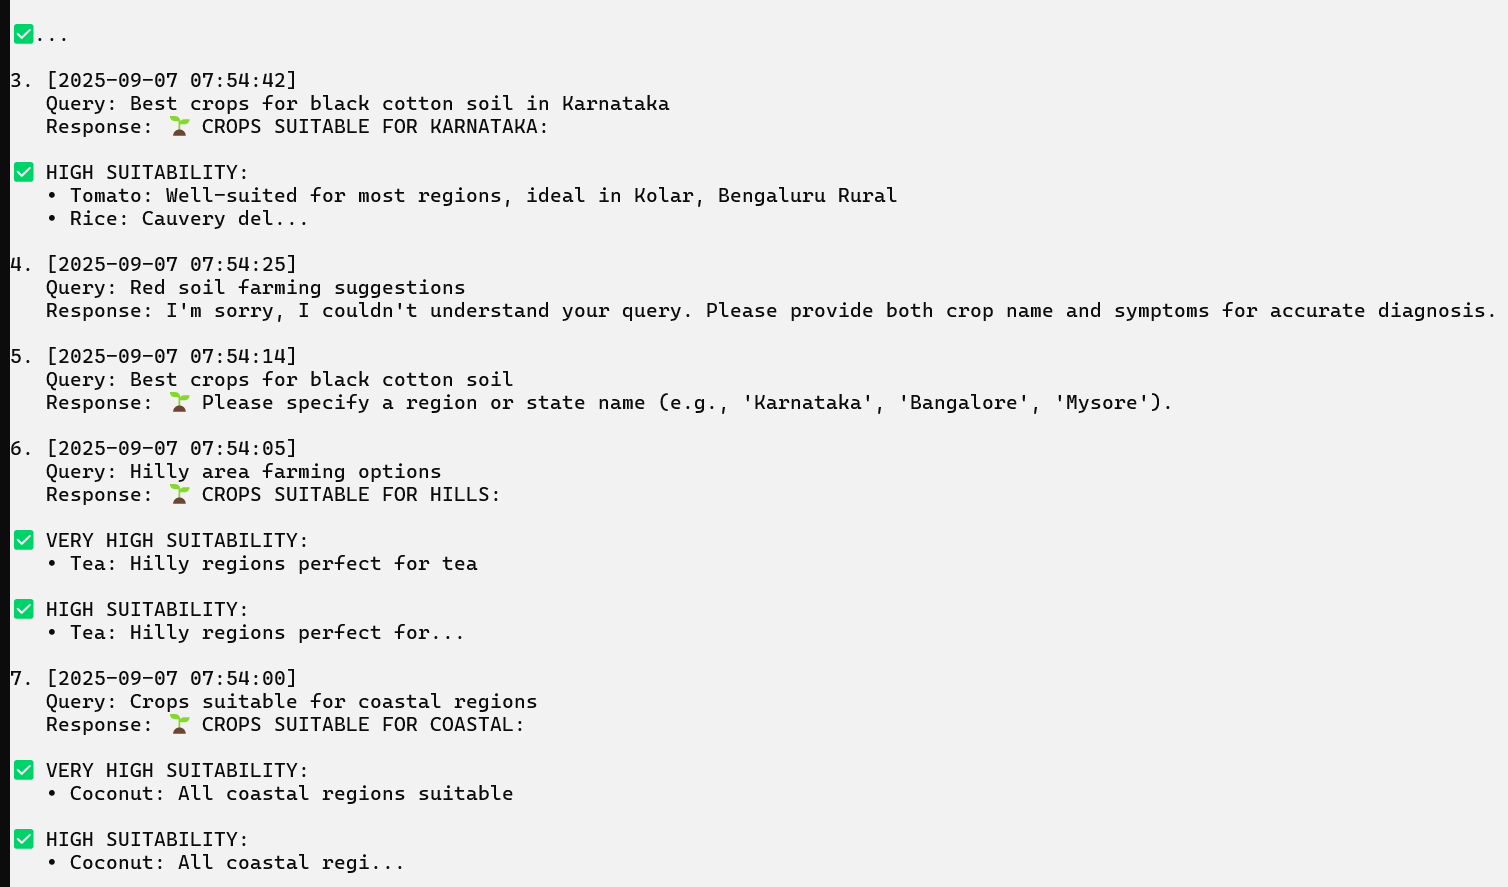 ✅...
3. [2025-09-07 07:54:42]
Query: Best crops for black cotton soil in Karnataka
Response: 🌱 CROPS SUITABLE FOR KARNATAKA:
✅ HIGH SUITABILITY:
• Tomato: Well-suited for most regions, ideal in Kolar, Bengaluru Rural
• Rice: Cauvery del...
4. [2025-09-07 07:54:25]
Query: Red soil farming suggestions
Response: I'm sorry, I couldn't understand your query. Please provide both crop name and symptoms for accurate diagnosis.
5. [2025-09-07 07:54:14]
Query: Best crops for black cotton soil
Response: 🌱 Please specify a region or state name (e.g., 'Karnataka', 'Bangalore', 'Mysore').
6. [2025-09-07 07:54:05]
Query: Hilly area farming options
Response: 🌱 CROPS SUITABLE FOR HILLS:
✅ VERY HIGH SUITABILITY:
• Tea: Hilly regions perfect for tea
✅ HIGH SUITABILITY:
• Tea: Hilly regions perfect for...
7. [2025-09-07 07:54:00]
Query: Crops suitable for coastal regions
Response: 🌱 CROPS SUITABLE FOR COASTAL:
✅ VERY HIGH SUITABILITY:
• Coconut: All coastal regions suitable
✅ HIGH SUITABILITY:
• Coconut: All coastal regi...